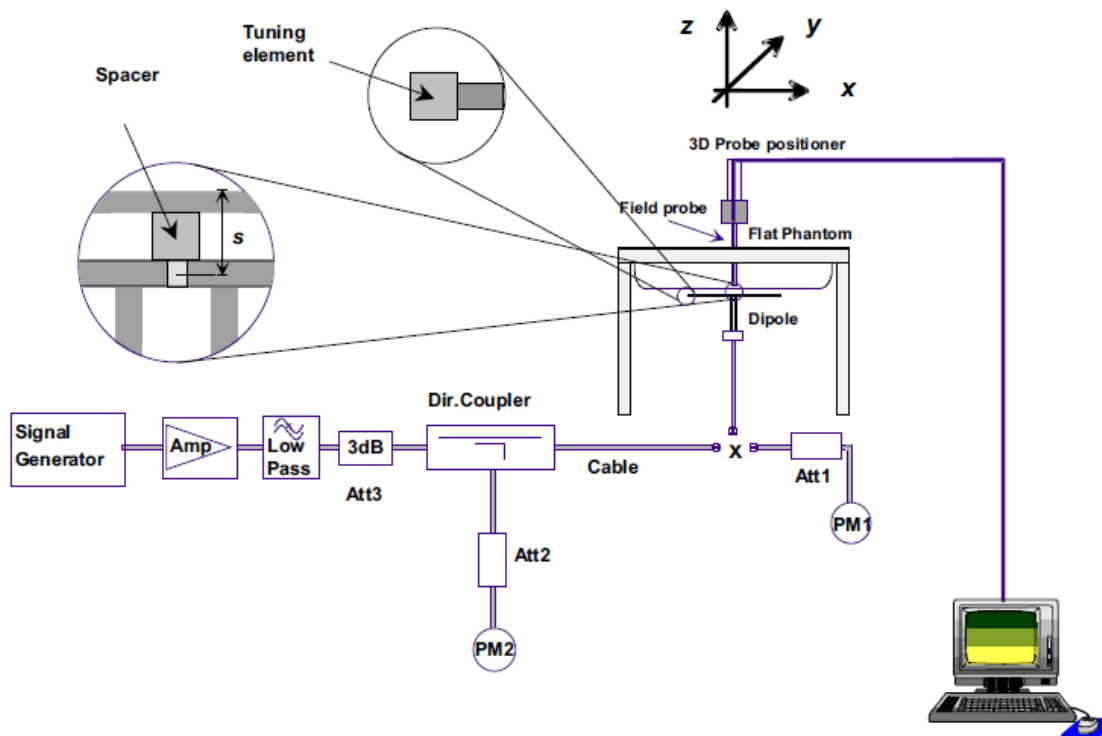 Tuning
element
Spacer
s
z
y
x
3D Probe positioner
Field probe
Flat Phantom
Dipole
Dir.Coupler
Signal
Generator
Amp
Low
Pass
3dB
Att3
Cable
X
Att1
PM1
Att2
PM2